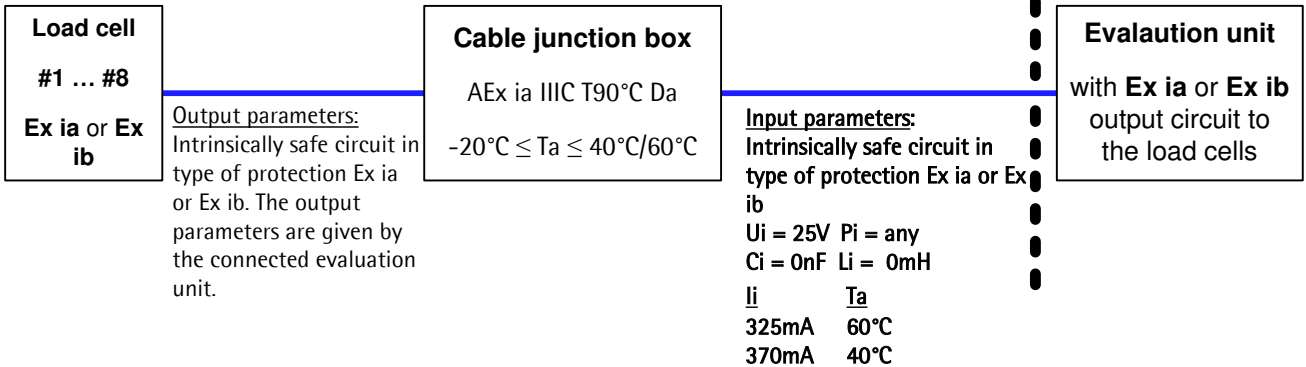 Load cell
#1 … #8
Ex ia or Ex
ib
Output parameters:
Intrinsically safe circuit in
type of protection Ex ia
or Ex ib. The output
parameters are given by
the connected evaluation
unit.
Cable junction box
AEx ia IIIC T90°C Da
-20°C ≤ Ta ≤ 40°C/60°C
Input parameters:
Intrinsically safe circuit in
type of protection Ex ia or Ex
ib
Ui = 25V Pi = any
Ci = 0nF Li = 0mH
Ii Ta
325mA 60°C
370mA 40°C
Evalaution unit
with Ex ia or Ex ib
output circuit to
the load cells